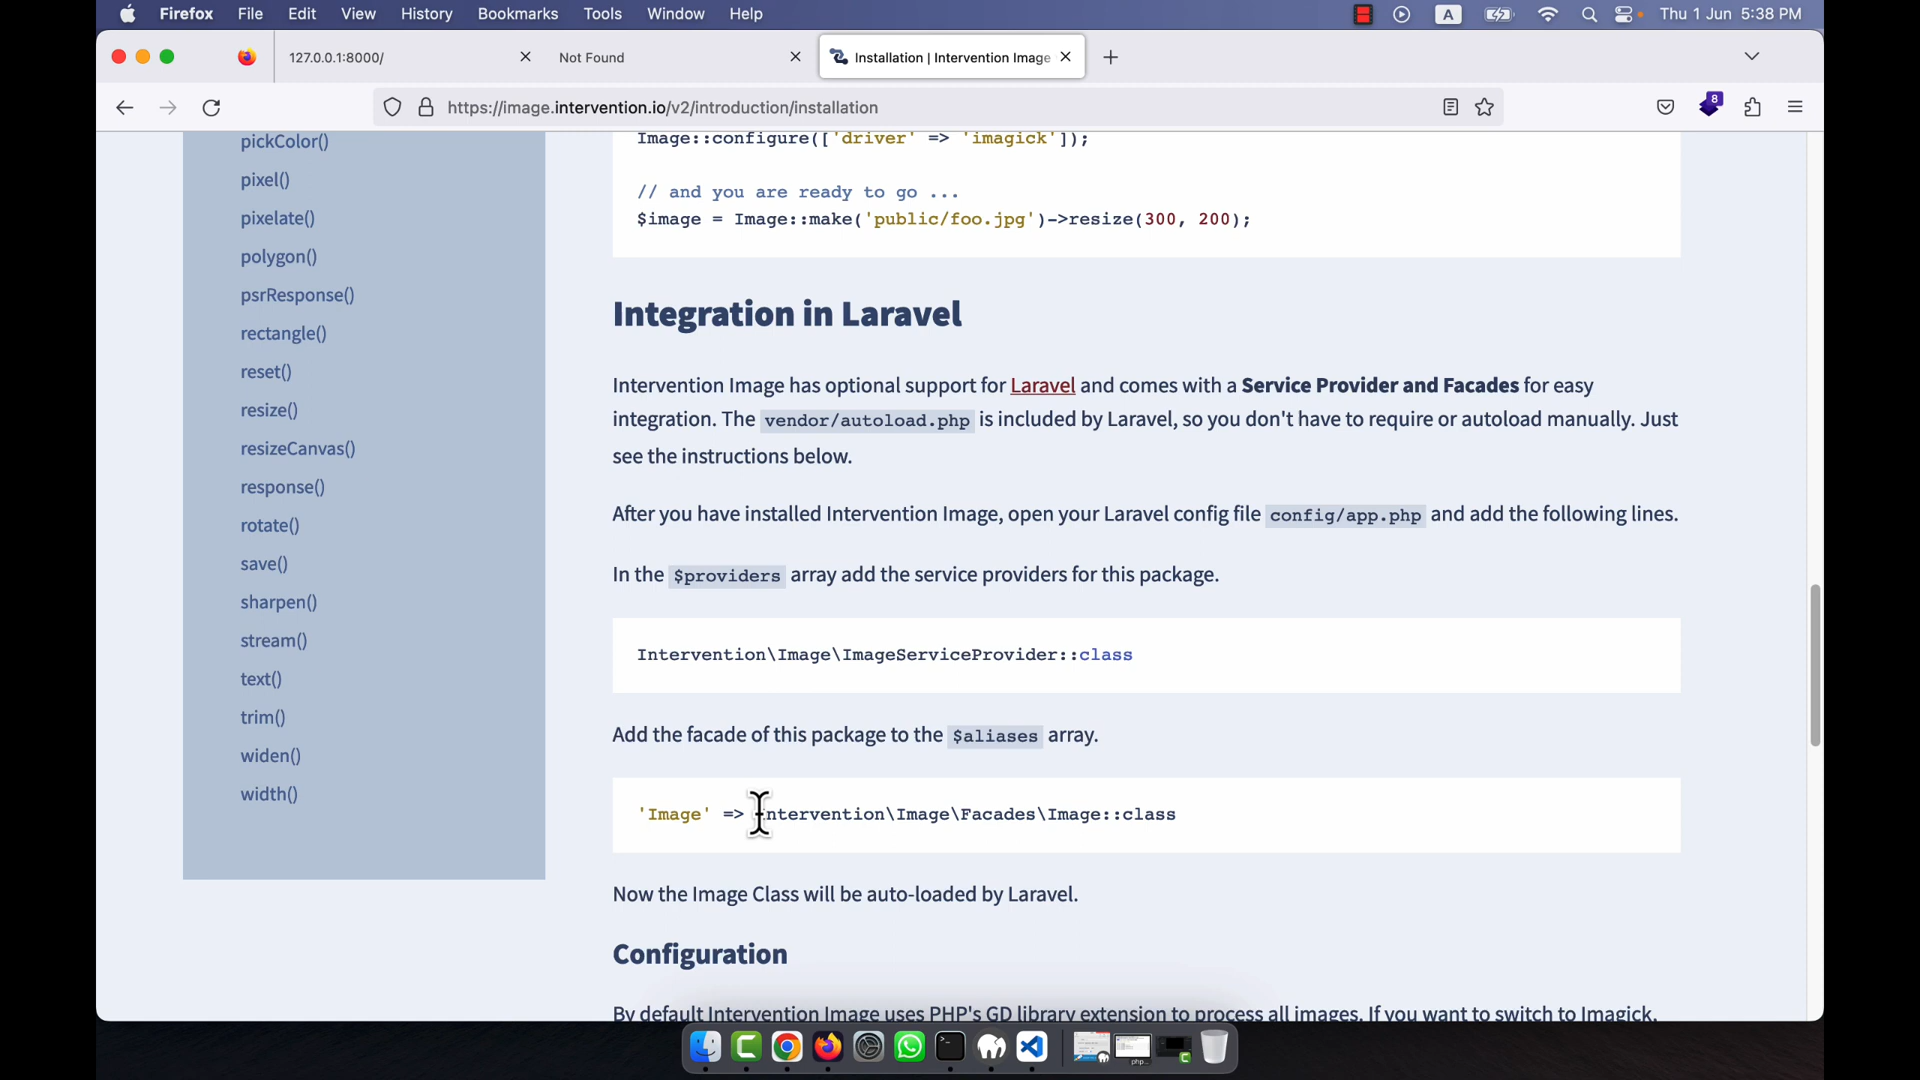 Firefox File Edit View History Bookmarks Tools Window Help A Thu 1 Jun 5:38 PM
127.0.0.1:8000/ Not Found Installation | Intervention Image
https://image.intervention.io/v2/introduction/installation 8
pickColor()
pixel()
pixelate()
polygon()
psrResponse()
rectangle()
reset()
resize()
resizeCanvas()
response()
rotate()
save()
sharpen()
stream()
text()
trim()
widen()
width()
Image::configure(['driver' => 'imagick']);
// and you are ready to go ...
$image = Image::make('public/foo.jpg')->resize(300, 200);
Integration in Laravel
Intervention Image has optional support for Laravel and comes with a Service Provider and Facades for easy
integration. The vendor/autoload.php is included by Laravel, so you don't have to require or autoload manually. Just
see the instructions below.
After you have installed Intervention Image, open your Laravel config file config/app.php and add the following lines.
In the $providers array add the service providers for this package.
Intervention\Image\ImageServiceProvider::class
Add the facade of this package to the $aliases array.
'Image' => Intervention\Image\Facades\Image::class
Now the Image Class will be auto-loaded by Laravel.
Configuration
By default Intervention Image uses PHP's GD library extension to process all images. If you want to switch to Imagick,